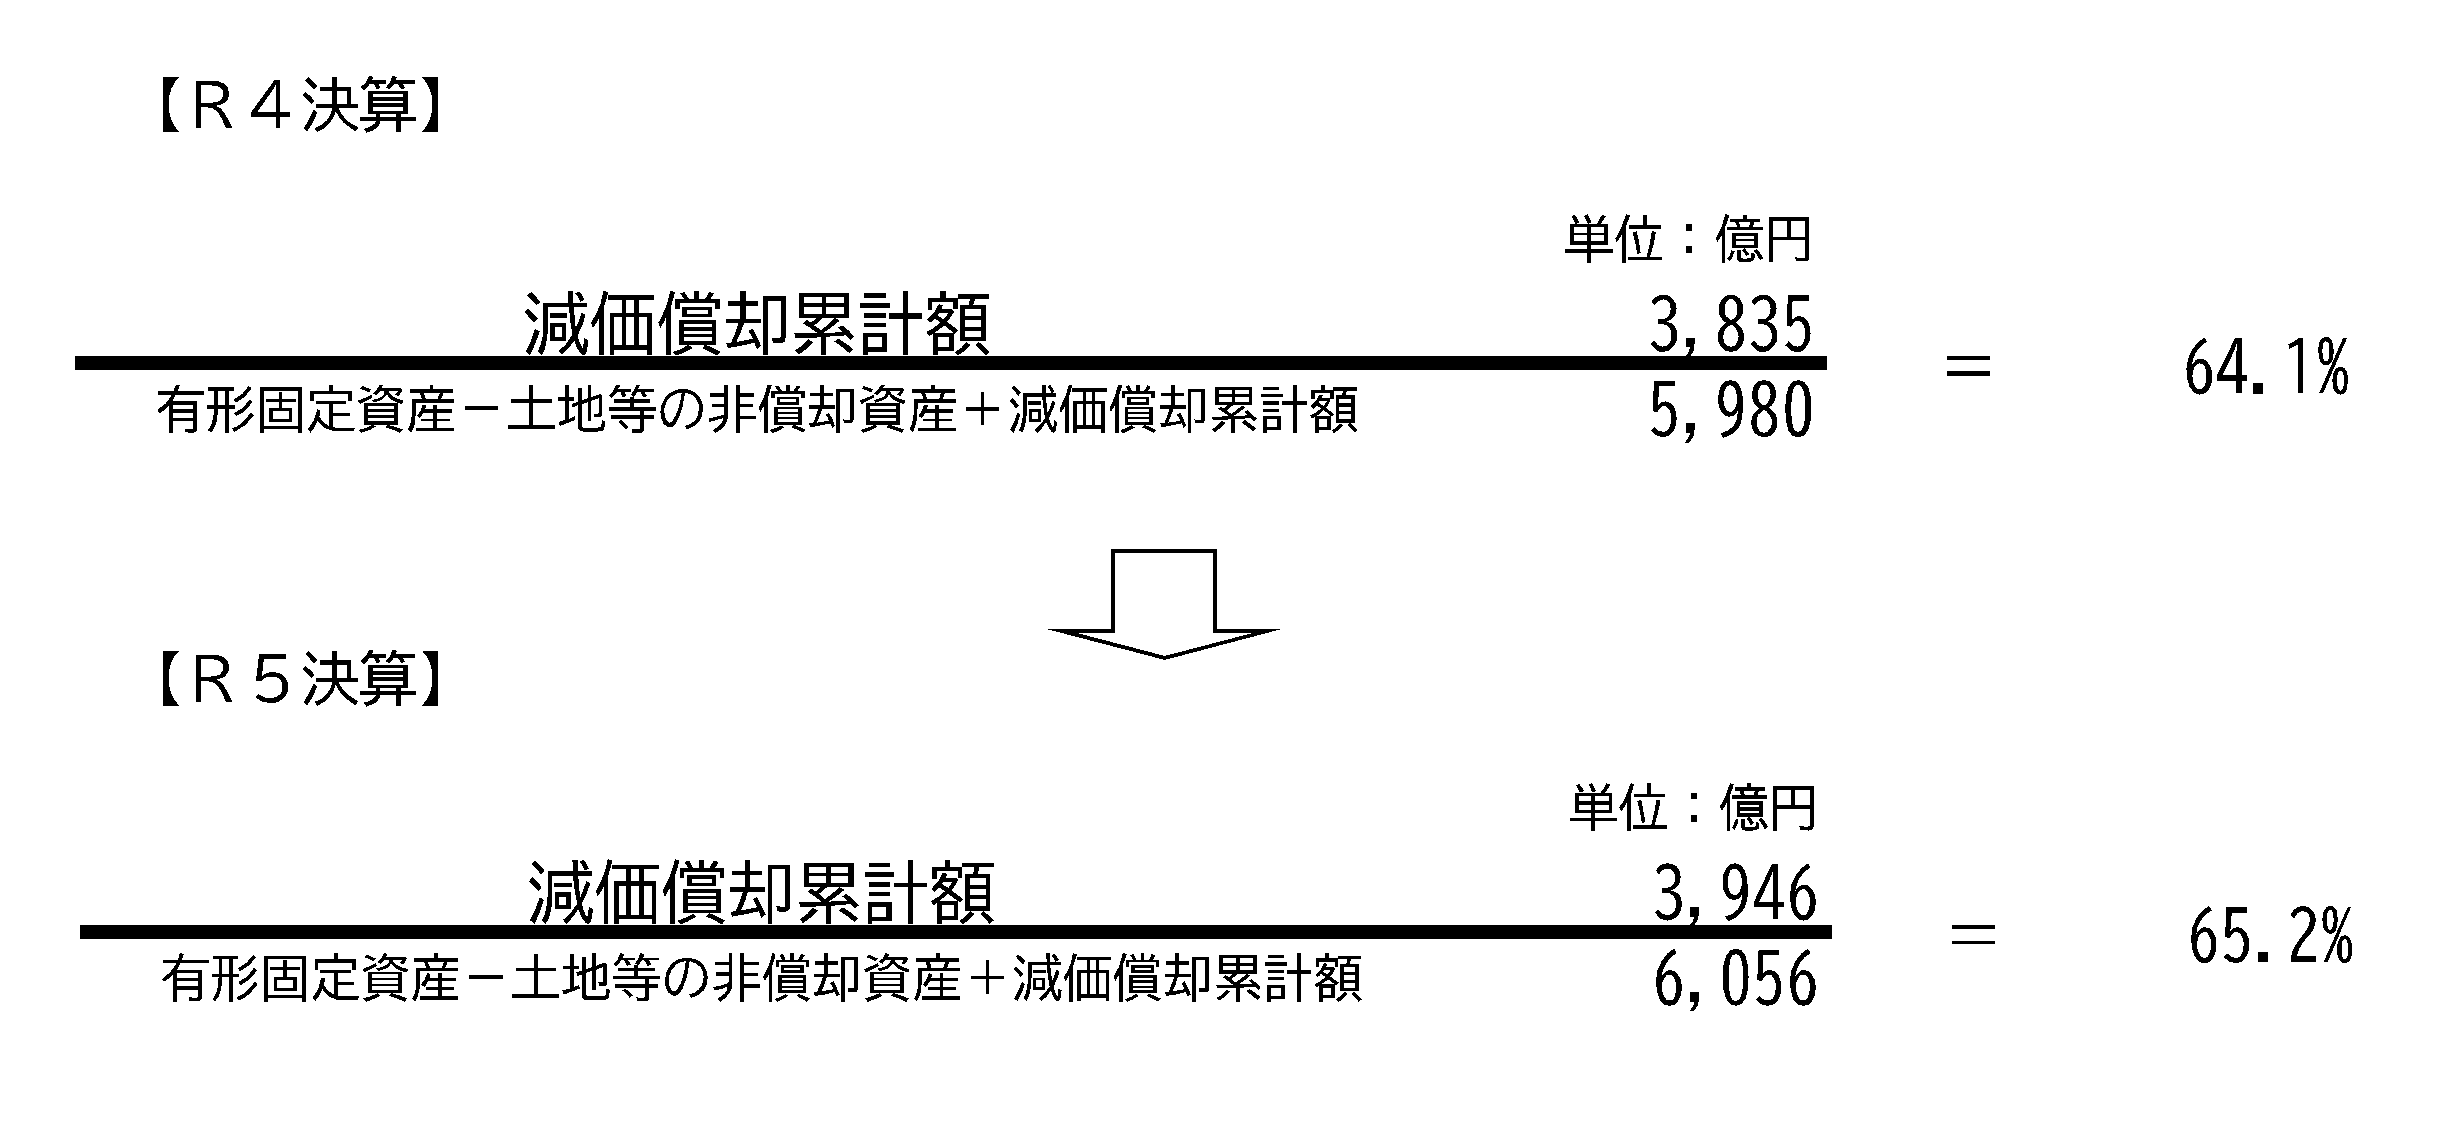 【Ｒ４決算】
単位：億円
減価償却累計額 3,835
＝ 64.1%
有形固定資産－土地等の非償却資産＋減価償却累計額 5,980
【Ｒ５決算】
単位：億円
減価償却累計額 3,946
＝ 65.2%
有形固定資産－土地等の非償却資産＋減価償却累計額 6,056